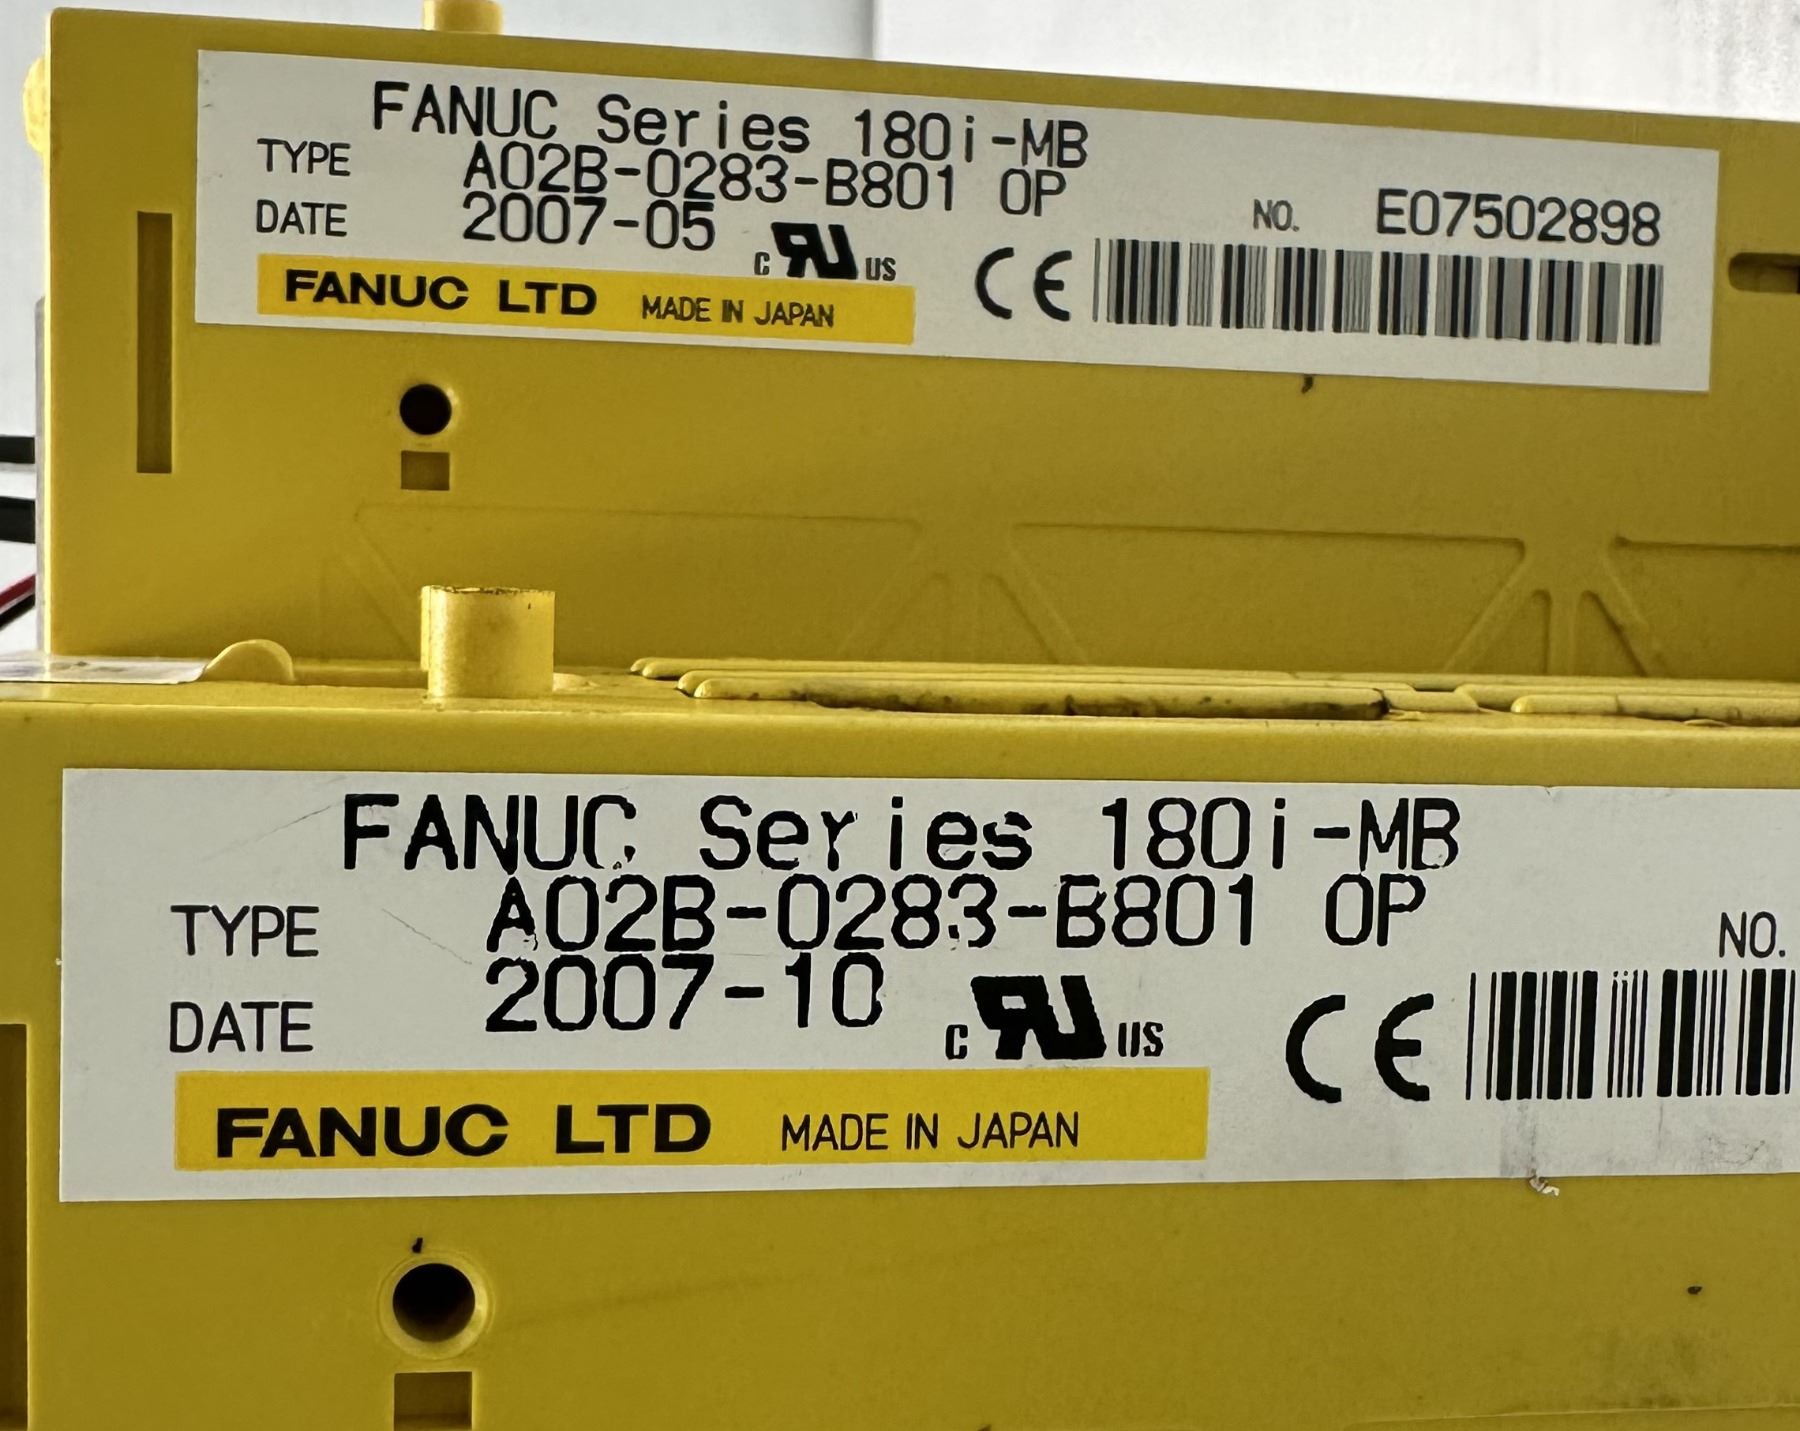 FANUC Series 180i-MB
TYPE A02B-0283-B801 OP
DATE 2007-05
NO. E07502898
c RU US CE
FANUC LTD MADE IN JAPAN
FANUC Series 180i-MB
TYPE A02B-0283-B801 OP
DATE 2007-10
NO.
c RU US CE
FANUC LTD MADE IN JAPAN